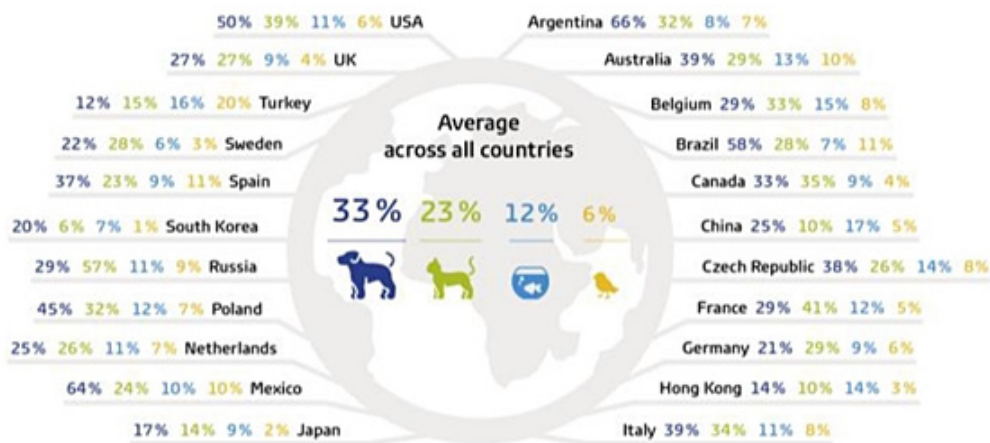 50% 39% 11% 6% USA
27% 27% 9% 4% UK
12% 15% 16% 20% Turkey
22% 28% 6% 3% Sweden
37% 23% 9% 11% Spain
20% 6% 7% 1% South Korea
29% 57% 11% 9% Russia
45% 32% 12% 7% Poland
25% 26% 11% 7% Netherlands
64% 24% 10% 10% Mexico
17% 14% 9% 2% Japan
Average
across all countries
33% 23% 12% 6%
Argentina 66% 32% 8% 7%
Australia 39% 29% 13% 10%
Belgium 29% 33% 15% 8%
Brazil 58% 28% 7% 11%
Canada 33% 35% 9% 4%
China 25% 10% 17% 5%
Czech Republic 38% 26% 14% 8%
France 29% 41% 12% 5%
Germany 21% 29% 9% 6%
Hong Kong 14% 10% 14% 3%
Italy 39% 34% 11% 8%